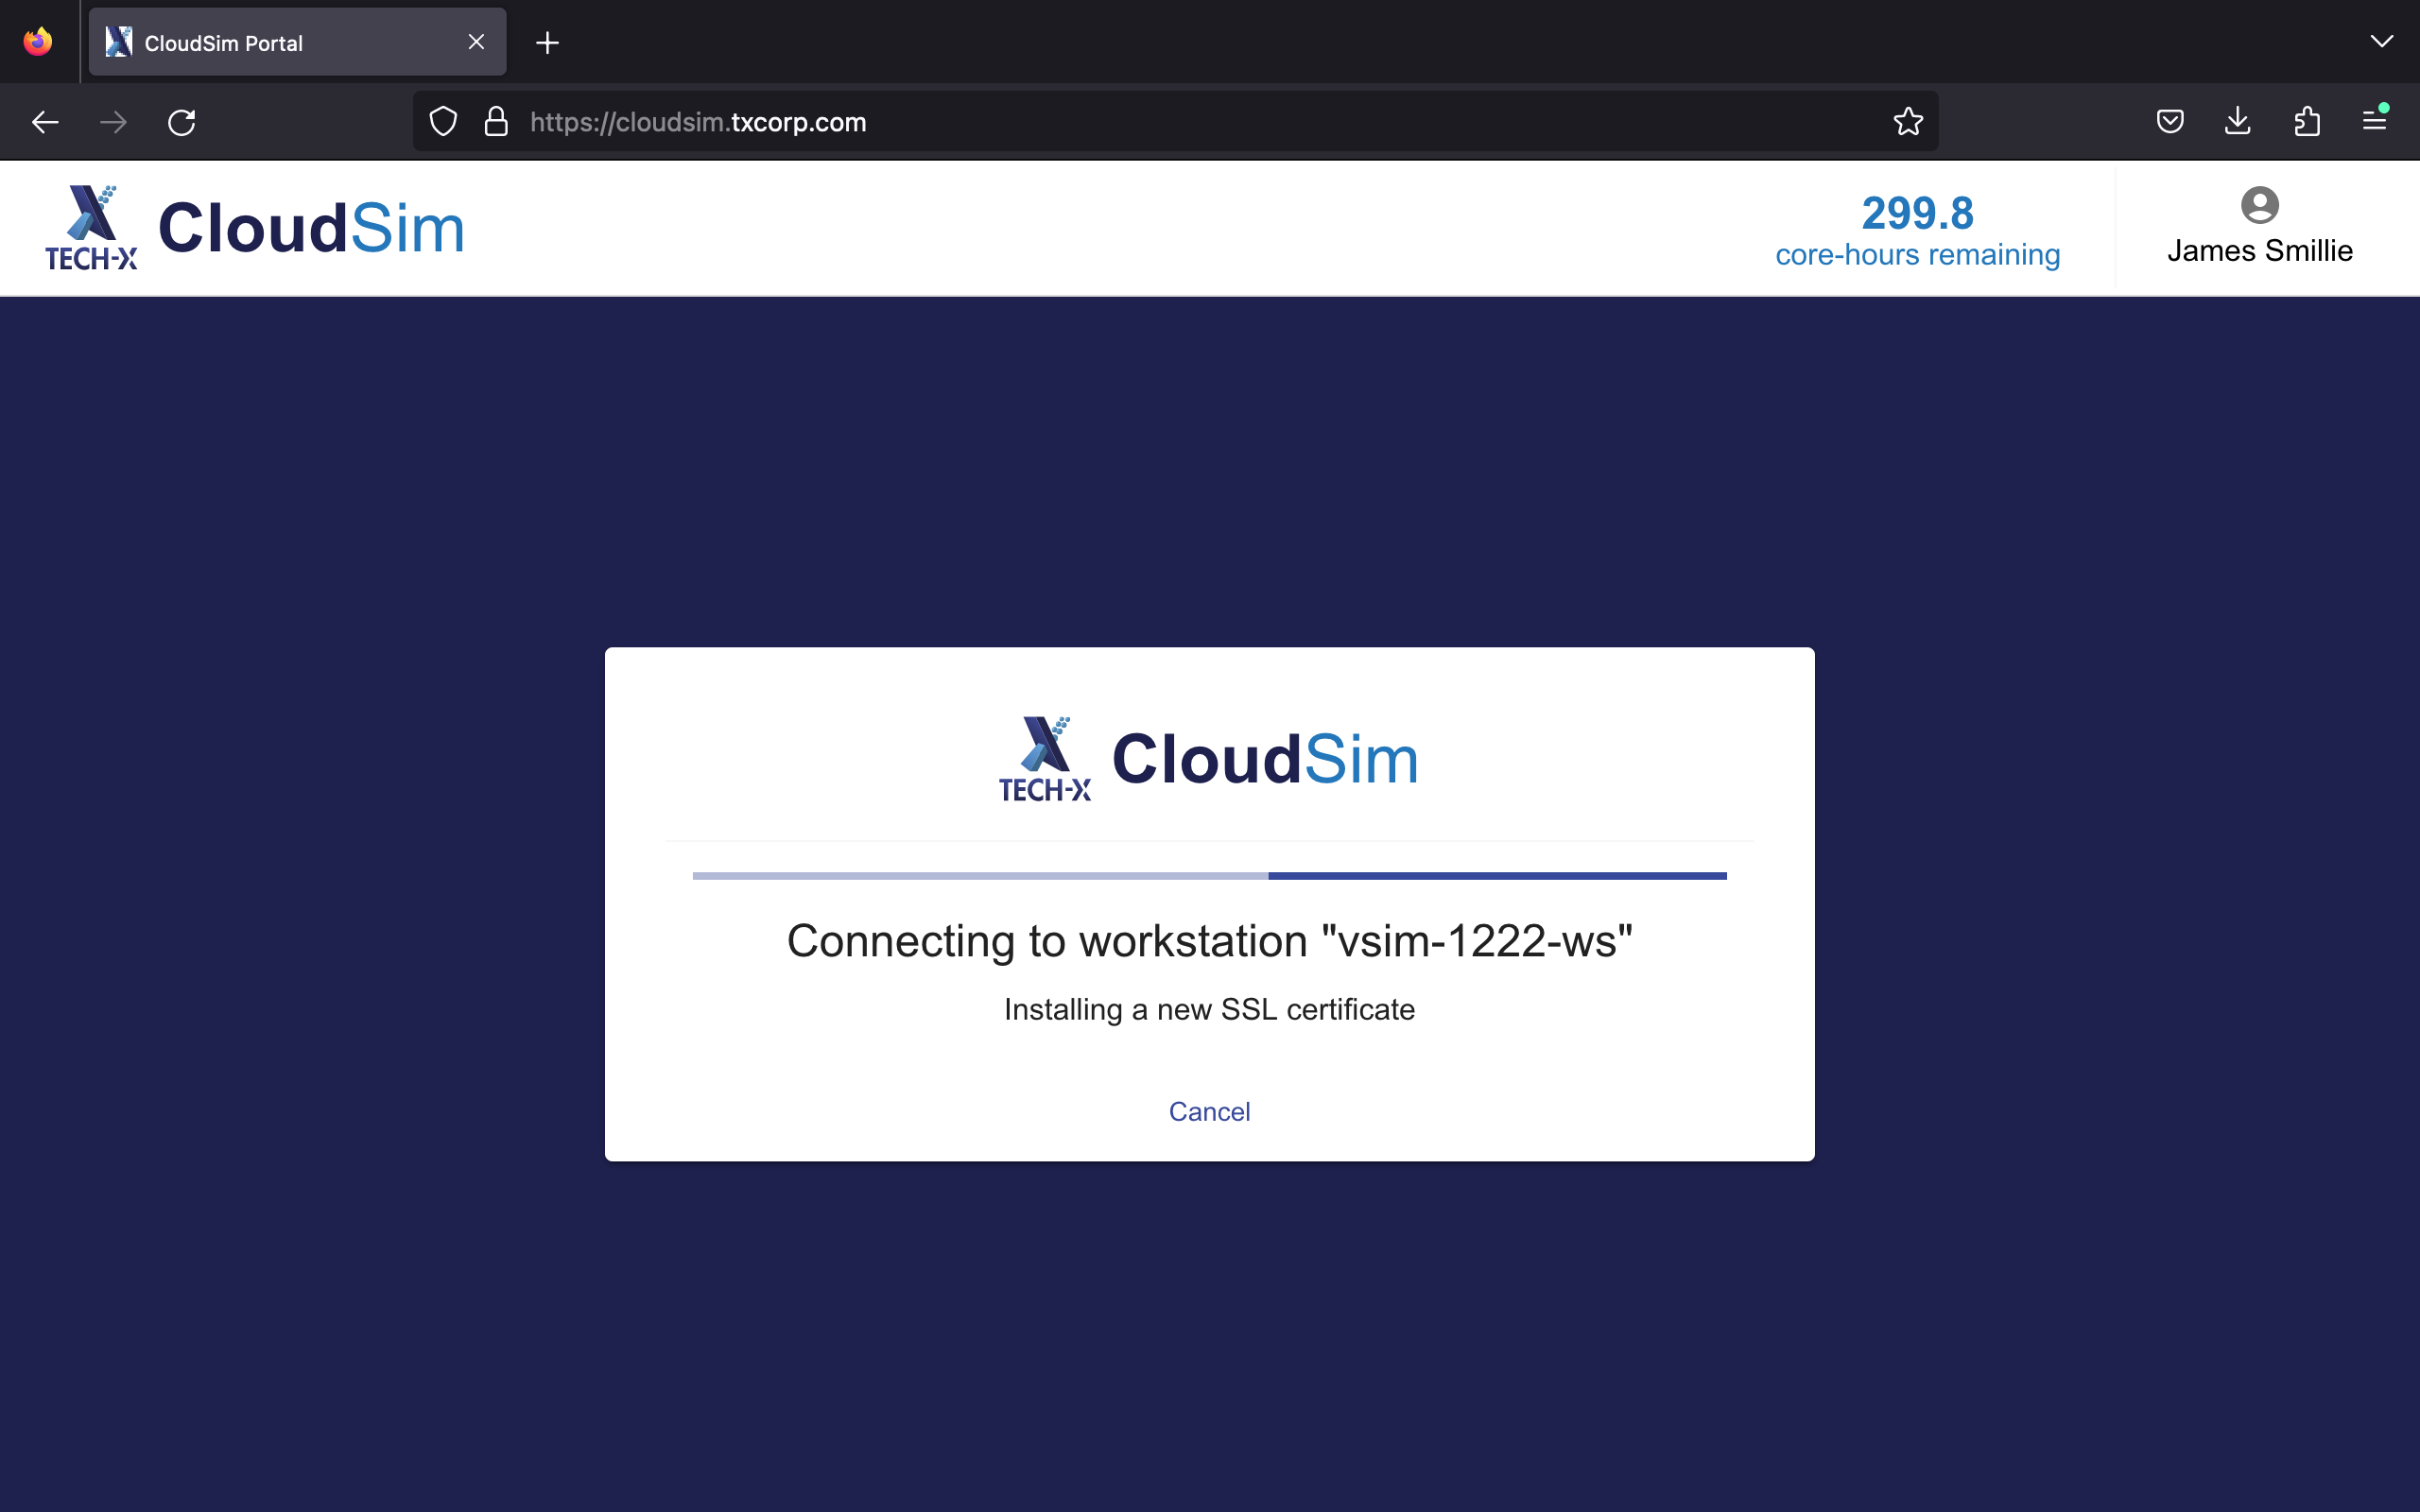 CloudSim Portal
https://cloudsim.txcorp.com
TECH-X CloudSim
299.8
core-hours remaining
James Smillie
TECH-X CloudSim
Connecting to workstation "vsim-1222-ws"
Installing a new SSL certificate
Cancel